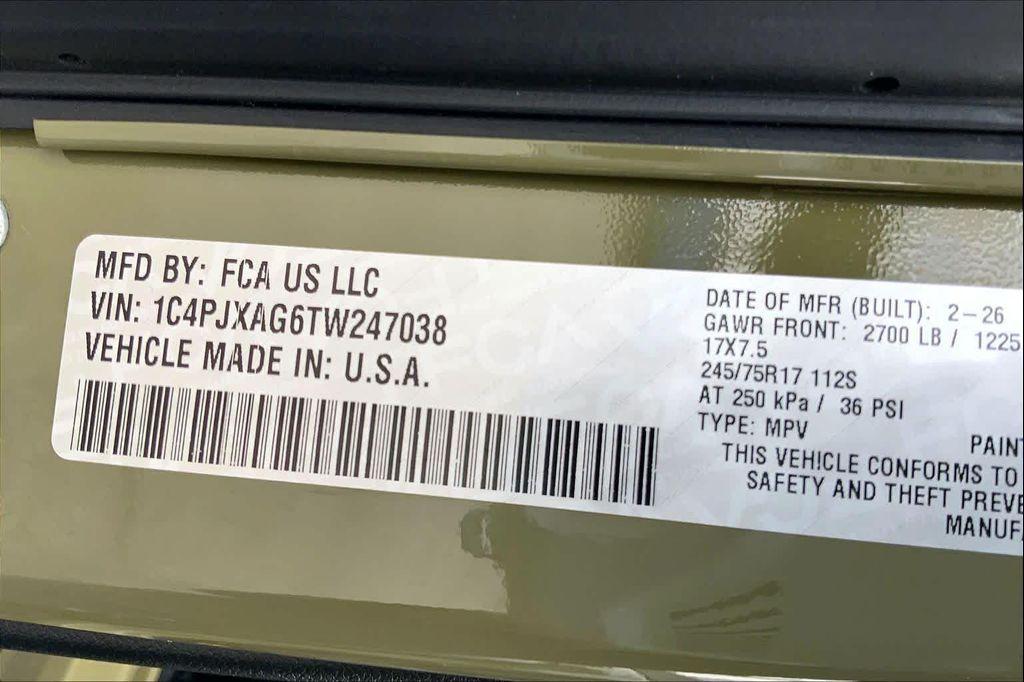 MFD BY: FCA US LLC
VIN: 1C4PJXAG6TW247038
VEHICLE MADE IN: U.S.A.
DATE OF MFR (BUILT): 2-26
GAWR FRONT: 2700 LB / 1225
17X7.5
245/75R17 112S
AT 250 kPa / 36 PSI
TYPE: MPV
PAINT
THIS VEHICLE CONFORMS TO
SAFETY AND THEFT PREVE
MANUFA